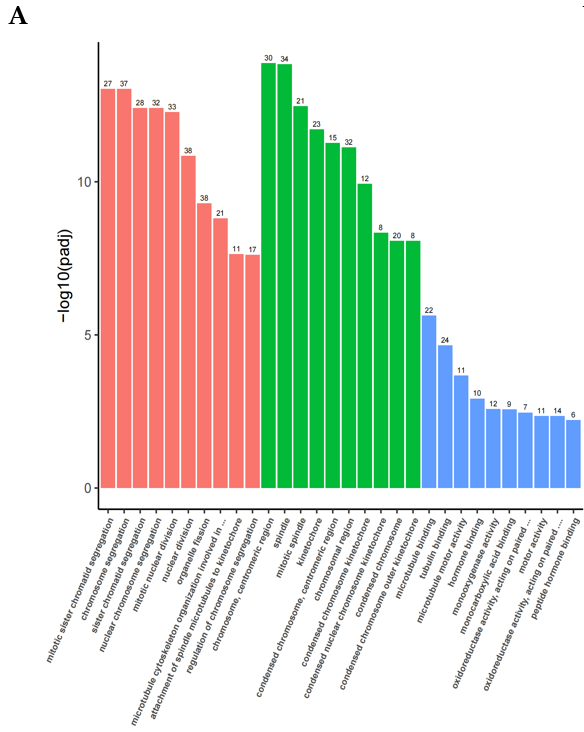 A
27 37 28 32 33 38 38 21 11 17 30 34 21 23 15 32 12 8 20 8 22 24 11 10 12 9 7 11 14 6
−log10(padj)
10
5
0
mitotic sister chromatid segregation
chromosome segregation
sister chromatid segregation
nuclear chromosome segregation
mitotic nuclear division
nuclear division
organelle fission
microtubule cytoskeleton organization involved in ...
attachment of spindle microtubules to kinetochore
regulation of chromosome segregation
chromosome, centromeric region
spindle
mitotic spindle
kinetochore
condensed chromosome, centromeric region
chromosomal region
condensed chromosome kinetochore
condensed nuclear chromosome kinetochore
condensed chromosome
condensed chromosome outer kinetochore
microtubule binding
tubulin binding
microtubule motor activity
hormone binding
monooxygenase activity
monocarboxylic acid binding
oxidoreductase activity, acting on paired ...
motor activity
oxidoreductase activity, acting on paired ....
peptide hormone binding